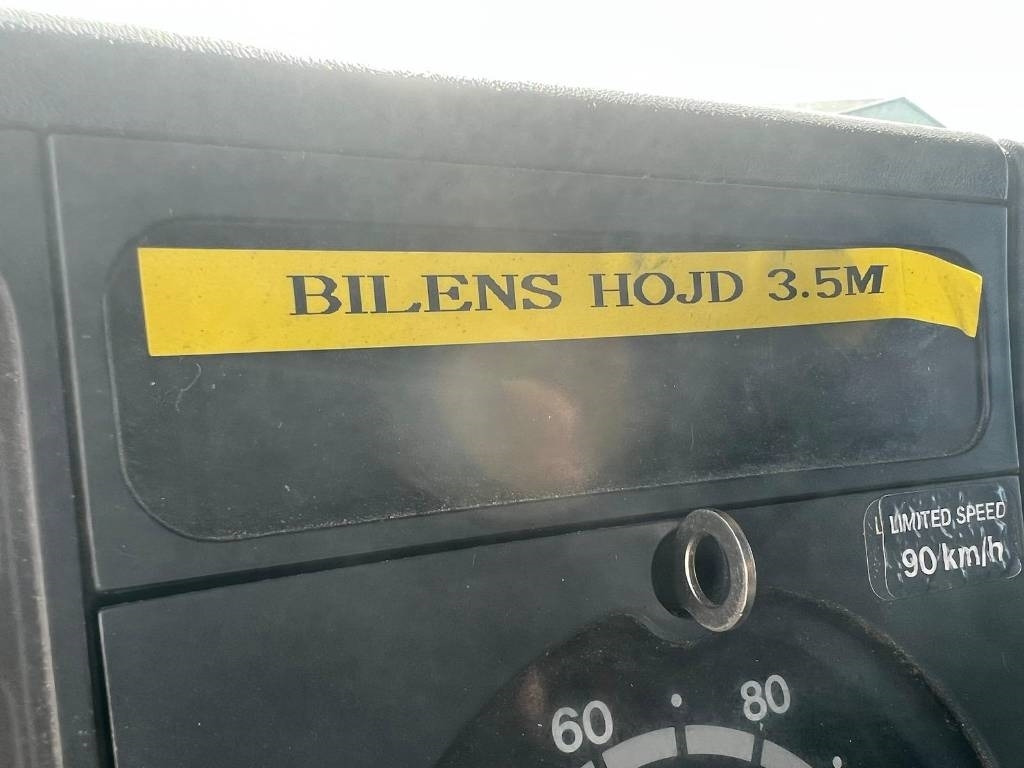 BILENS HOJD 3.5M
L LIMITED SPEED
90 km/h
60 80